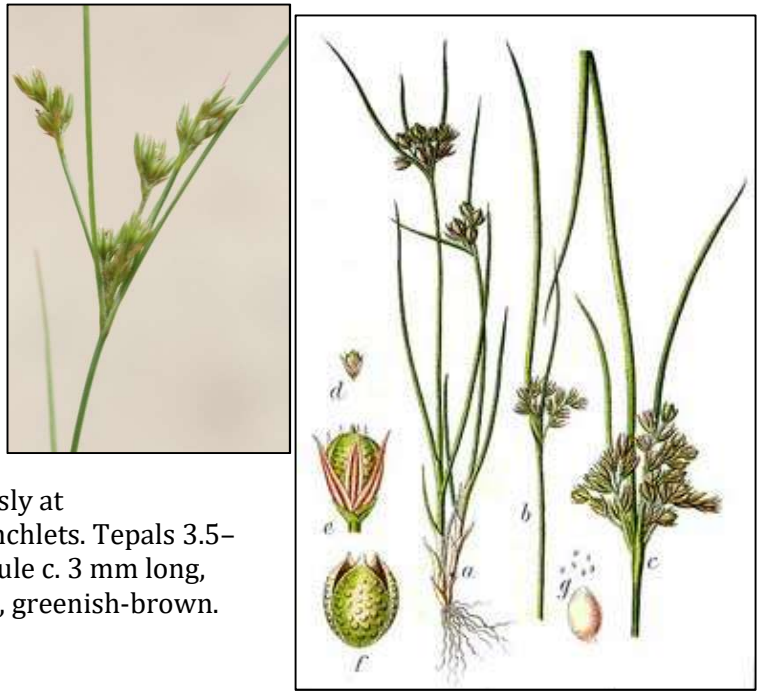 sly at
nchlets. Tepals 3.5–
ule c. 3 mm long,
, greenish-brown.
d
e
f
a
b
g
c